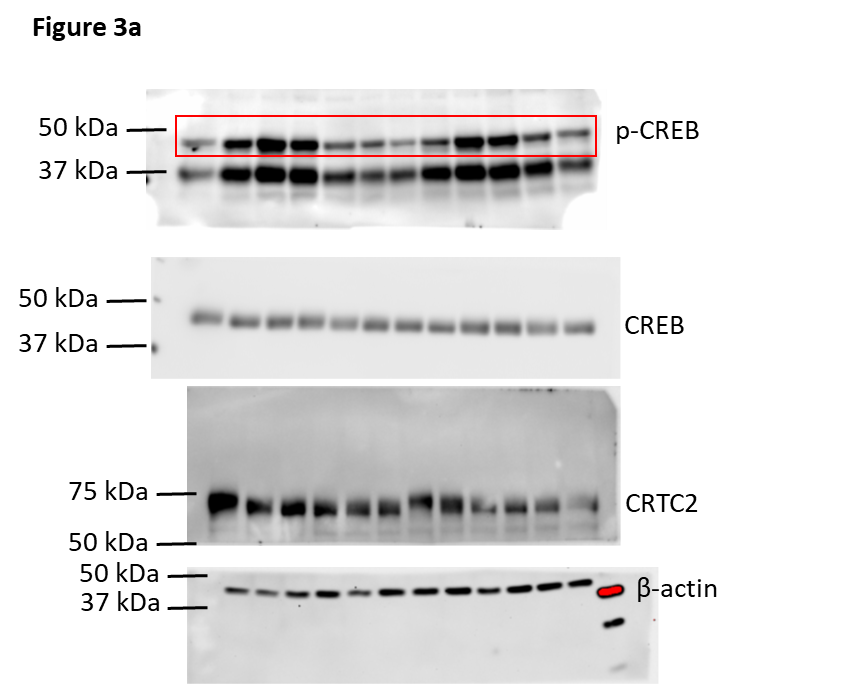 Figure 3a
50 kDa
p-CREB
37 kDa
50 kDa
CREB
37 kDa
75 kDa
CRTC2
50 kDa
50 kDa
β-actin
37 kDa